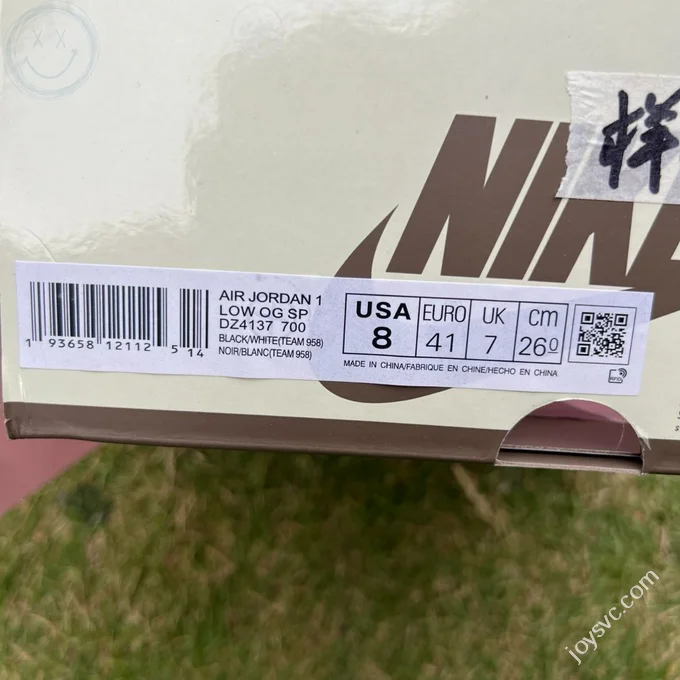 样
NIKE
AIR JORDAN 1
LOW OG SP
DZ4137 700
BLACK/WHITE(TEAM 958)
NOIR/BLANC(TEAM 958)
1 93658 12112 5 14
USA EURO UK cm
8 41 7 26⁰
MADE IN CHINA/FABRIQUE EN CHINE/HECHO EN CHINA
RFID
joysvc.com